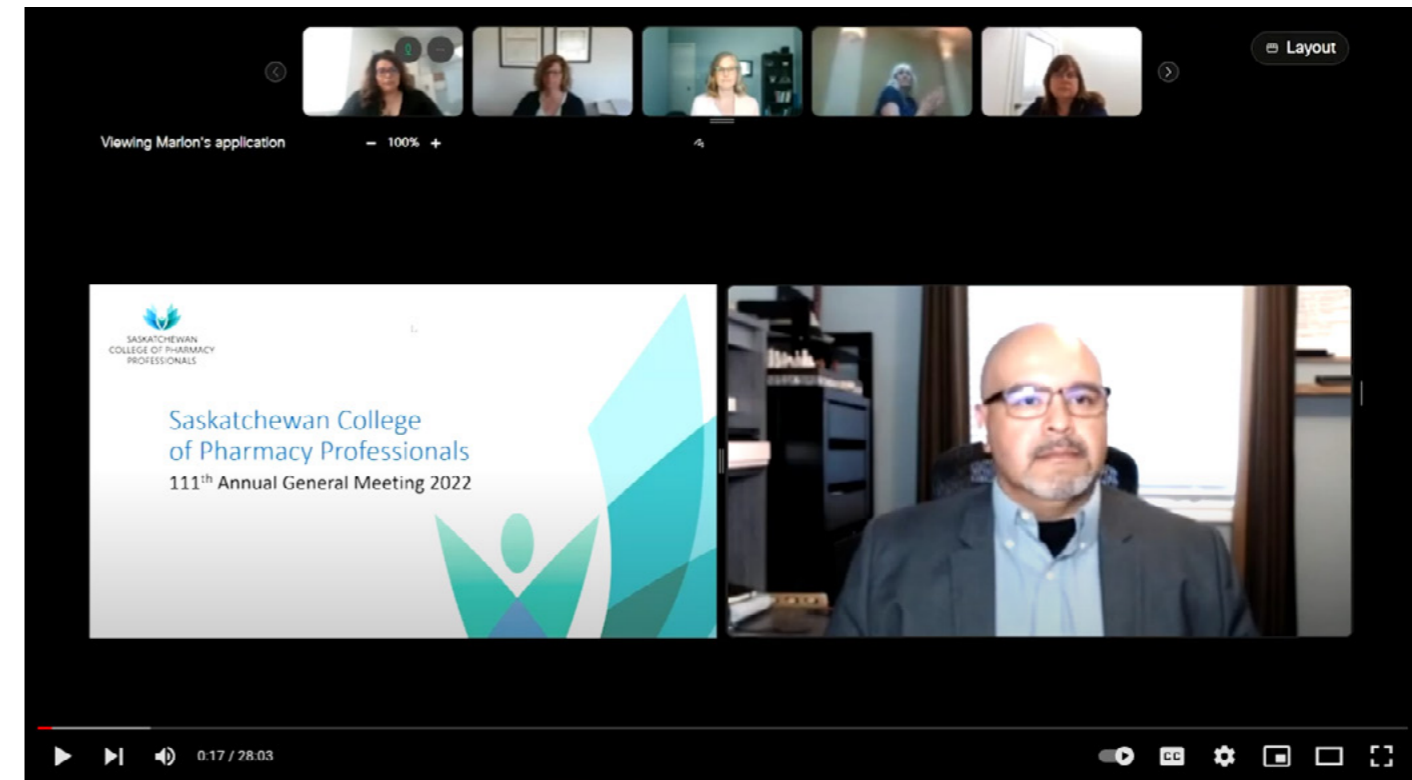 Layout
Viewing Marlon's application
− 100% +
SASKATCHEWAN
COLLEGE OF PHARMACY
PROFESSIONALS
Saskatchewan College
of Pharmacy Professionals
111th Annual General Meeting 2022
0:17 / 28:03
CC